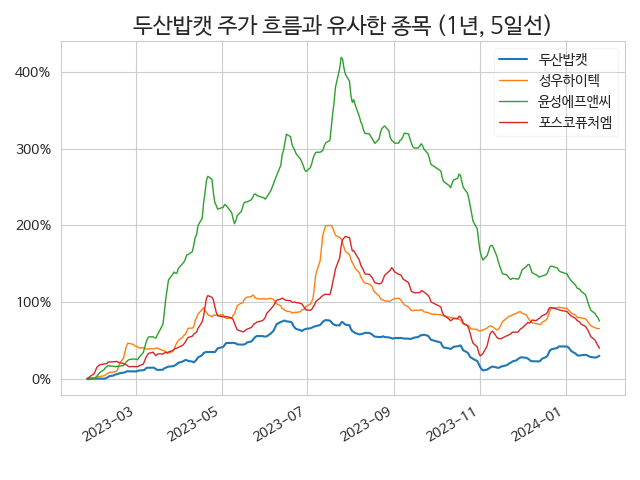 두산밥캣 주가 흐름과 유사한 종목 (1년, 5일선)
두산밥캣
성우하이텍
윤성에프앤씨
포스코퓨처엠
400%
300%
200%
100%
0%
2023-03
2023-05
2023-07
2023-09
2023-11
2024-01